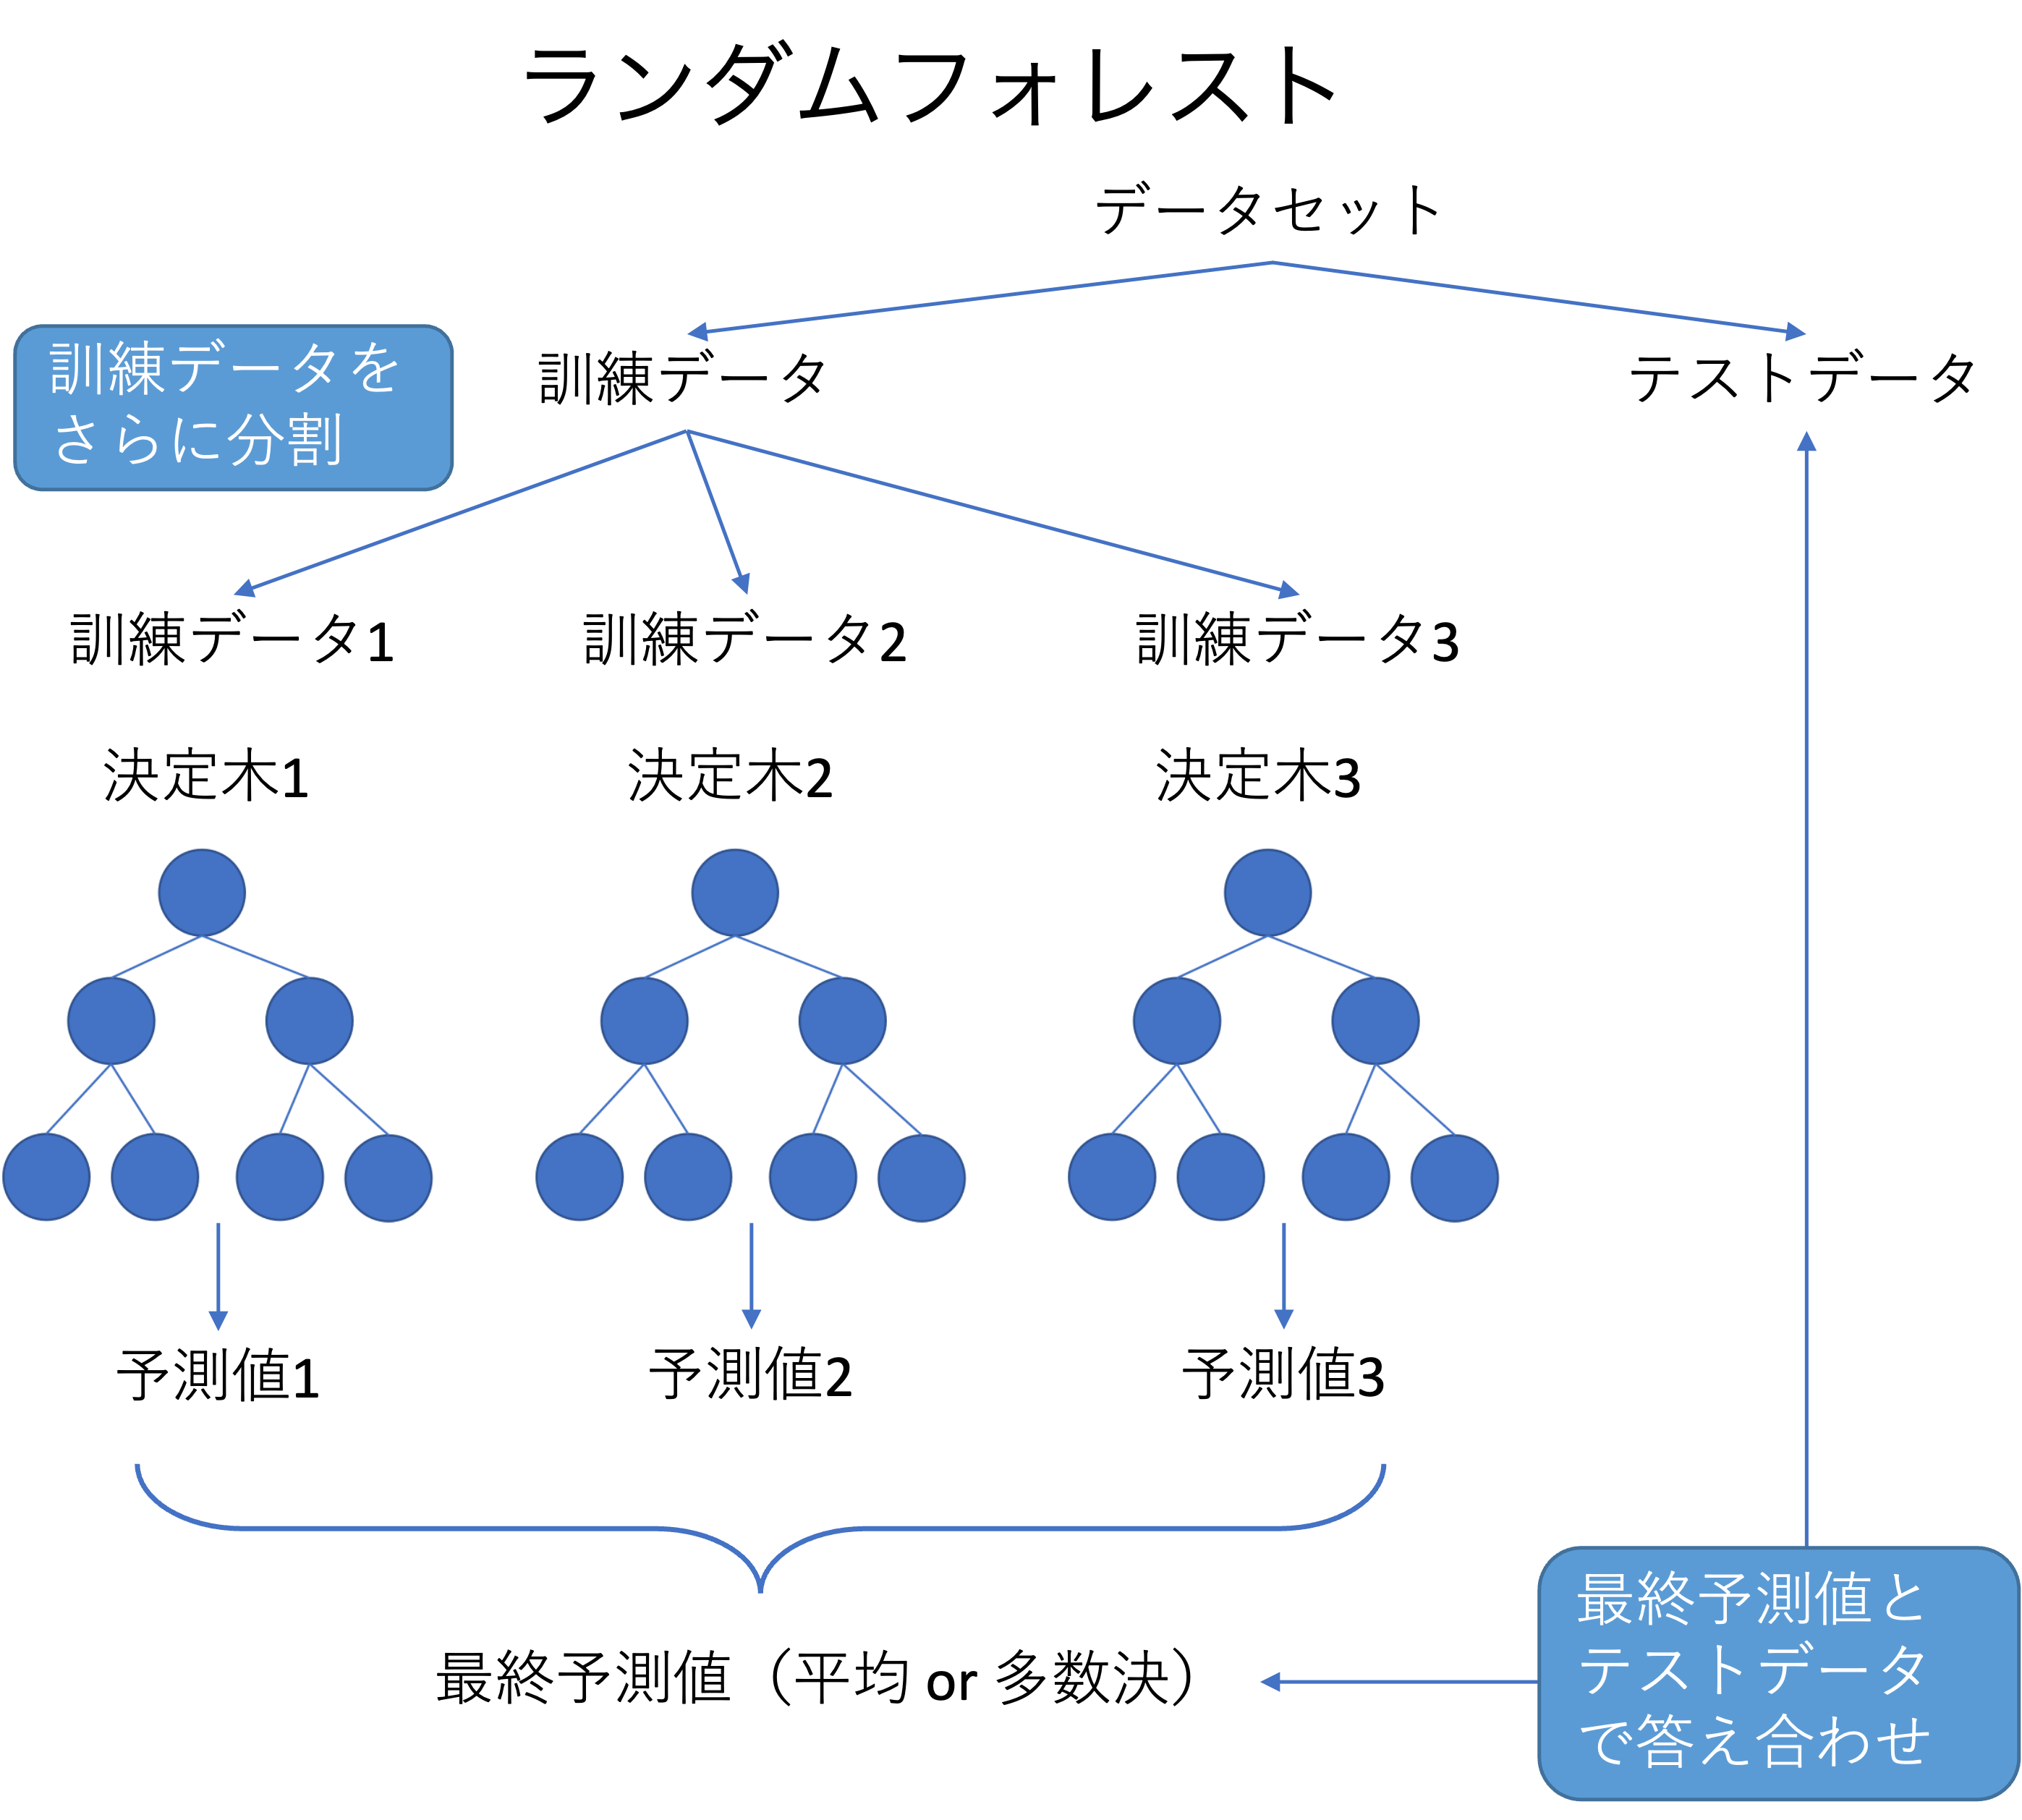 ランダムフォレスト
データセット
訓練データを
さらに分割
訓練データ
テストデータ
訓練データ1
訓練データ2
訓練データ3
決定木1
決定木2
決定木3
予測値1
予測値2
予測値3
最終予測値（平均 or 多数決）
最終予測値と
テストデータ
で答え合わせ